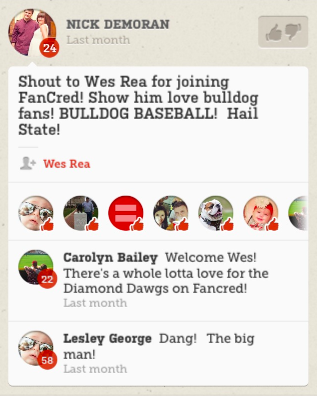 NICK DEMORAN
24
Last month
Shout to Wes Rea for joining
FanCred! Show him love bulldog
fans! BULLDOG BASEBALL! Hail
State!
Wes Rea
Carolyn Bailey Welcome Wes!
22
There's a whole lotta love for the
Diamond Dawgs on Fancred!
Last month
Lesley George Dang! The big
58
man!
Last month